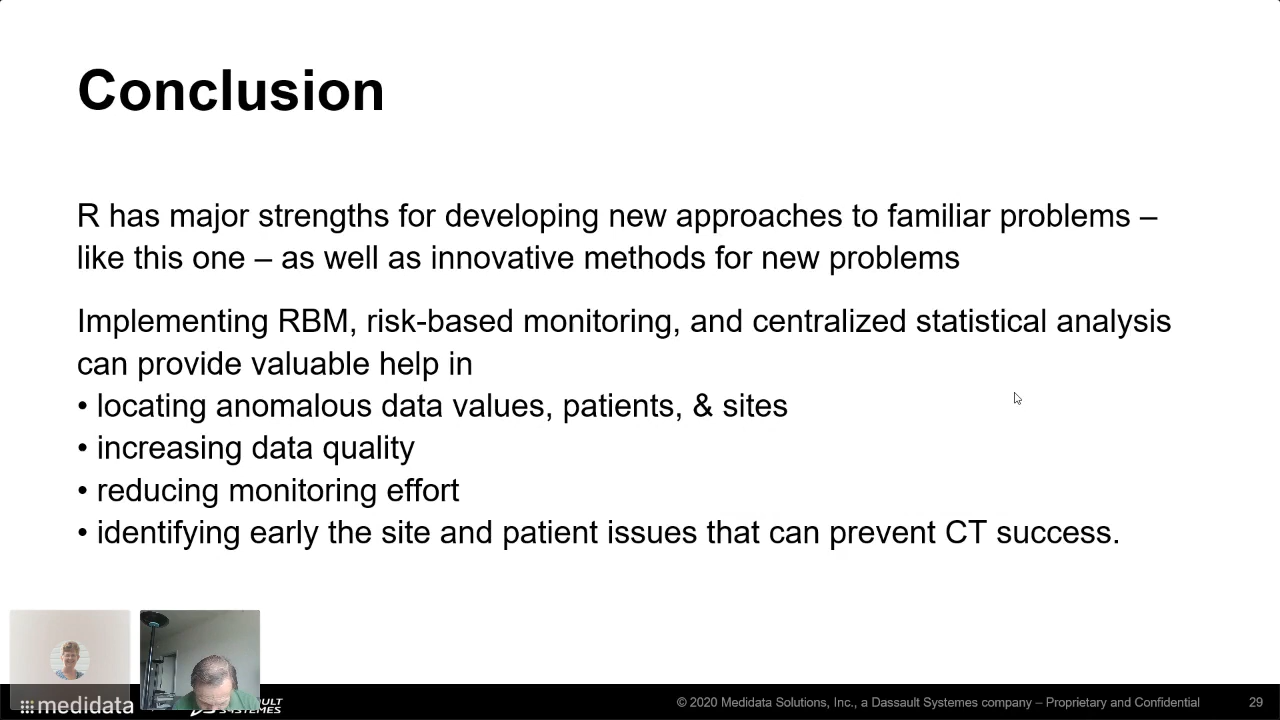 Conclusion
R has major strengths for developing new approaches to familiar problems –
like this one – as well as innovative methods for new problems
Implementing RBM, risk-based monitoring, and centralized statistical analysis
can provide valuable help in
• locating anomalous data values, patients, & sites
• increasing data quality
• reducing monitoring effort
• identifying early the site and patient issues that can prevent CT success.
medidata
© 2020 Medidata Solutions, Inc., a Dassault Systemes company – Proprietary and Confidential
29